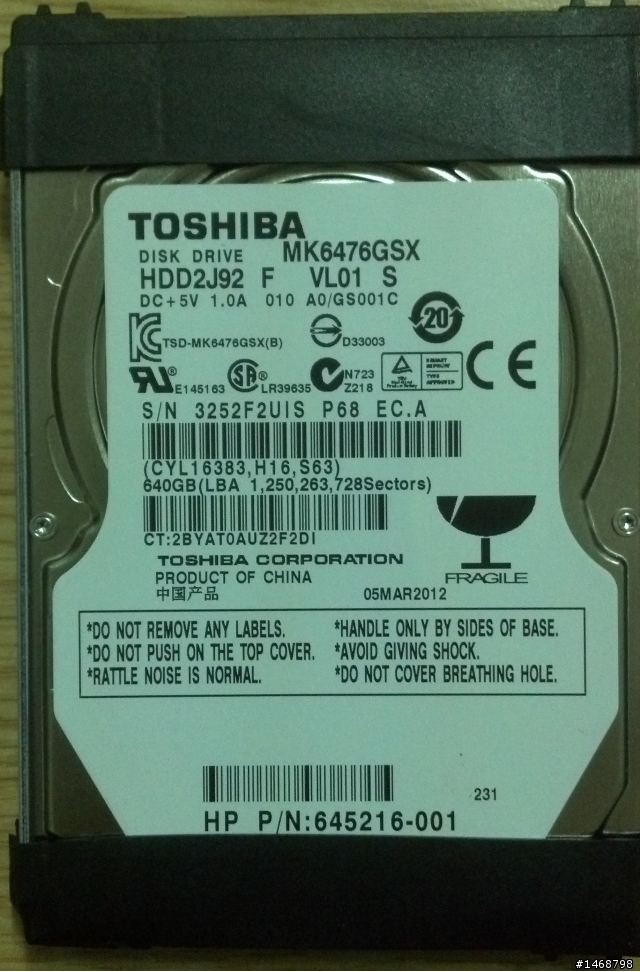 TOSHIBA
DISK DRIVE MK6476GSX
HDD2J92 F VL01 S
DC+5V 1.0A 010 A0/GS001C
20
TSD-MK6476GSX(B)
D33003
E145163
LR39635
N723
Z218
CE
S/N 3252F2UIS P68 EC.A
(CYL16383,H16,S63)
640GB(LBA 1,250,263,728Sectors)
CT:2BYAT0AUZ2F2DI
TOSHIBA CORPORATION
FRAGILE
PRODUCT OF CHINA
中国产品
05MAR2012
*DO NOT REMOVE ANY LABELS.
*DO NOT PUSH ON THE TOP COVER.
*RATTLE NOISE IS NORMAL.
*HANDLE ONLY BY SIDES OF BASE.
*AVOID GIVING SHOCK.
*DO NOT COVER BREATHING HOLE.
231
HP P/N:645216-001
#1468798